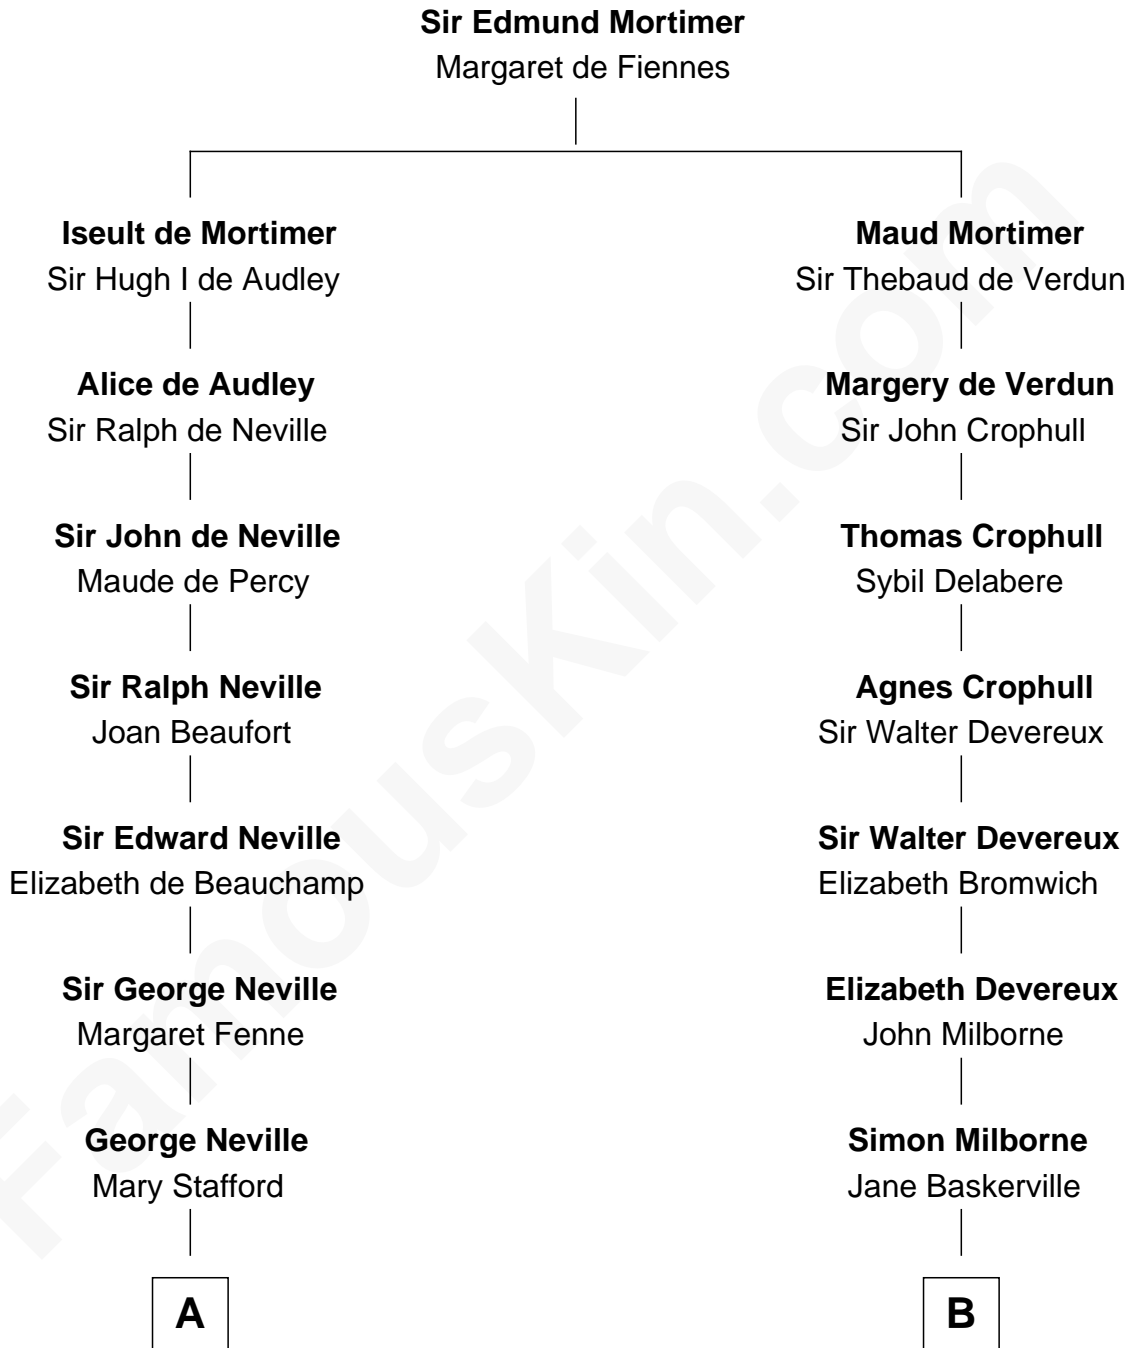 Sir Edmund Mortimer
Margaret de Fiennes
Iseult de Mortimer
Sir Hugh I de Audley
Maud Mortimer
Sir Thebaud de Verdun
Alice de Audley
Sir Ralph de Neville
Margery de Verdun
Sir John Crophull
Sir John de Neville
Maude de Percy
Thomas Crophull
Sybil Delabere
Sir Ralph Neville
Joan Beaufort
Agnes Crophull
Sir Walter Devereux
Sir Edward Neville
Elizabeth de Beauchamp
Sir Walter Devereux
Elizabeth Bromwich
Sir George Neville
Margaret Fenne
Elizabeth Devereux
John Milborne
George Neville
Mary Stafford
Simon Milborne
Jane Baskerville
A
B
FamousKin.com